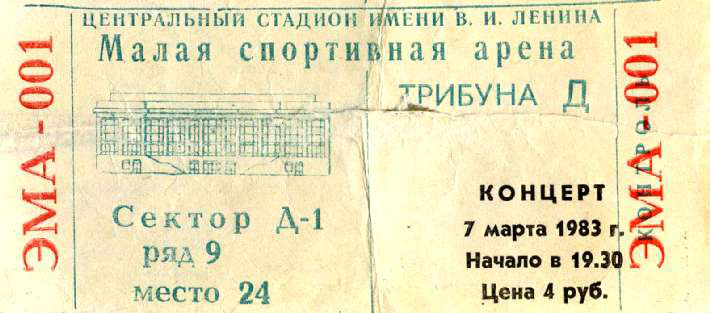 ЭМА - 001
ЦЕНТРАЛЬНЫЙ СТАДИОН ИМЕНИ В. И. ЛЕНИНА
Малая спортивная арена
ТРИБУНА Д
Сектор Д-1
ряд 9
место 24
КОНЦЕРТ
7 марта 1983 г.
Начало в 19.30
Цена 4 руб.
КОНТРОЛЬ
ЭМА - 001